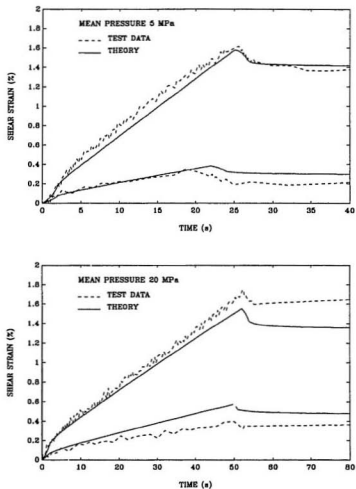 MEAN PRESSURE 5 MPa
TEST DATA
THEORY
SHEAR STRAIN (%)
2
1.8
1.6
1.4
1.2
1
0.8
0.6
0.4
0.2
0
0 5 10 15 20 25 30 35 40
TIME (s)
MEAN PRESSURE 20 MPa
TEST DATA
THEORY
SHEAR STRAIN (%)
2
1.8
1.6
1.4
1.2
1
0.8
0.6
0.4
0.2
0
0 10 20 30 40 50 60 70 80
TIME (s)